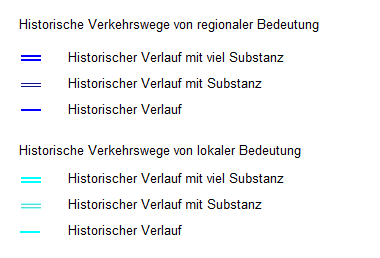 Historische Verkehrswege von regionaler Bedeutung
Historischer Verlauf mit viel Substanz
Historischer Verlauf mit Substanz
Historischer Verlauf
Historische Verkehrswege von lokaler Bedeutung
Historischer Verlauf mit viel Substanz
Historischer Verlauf mit Substanz
Historischer Verlauf